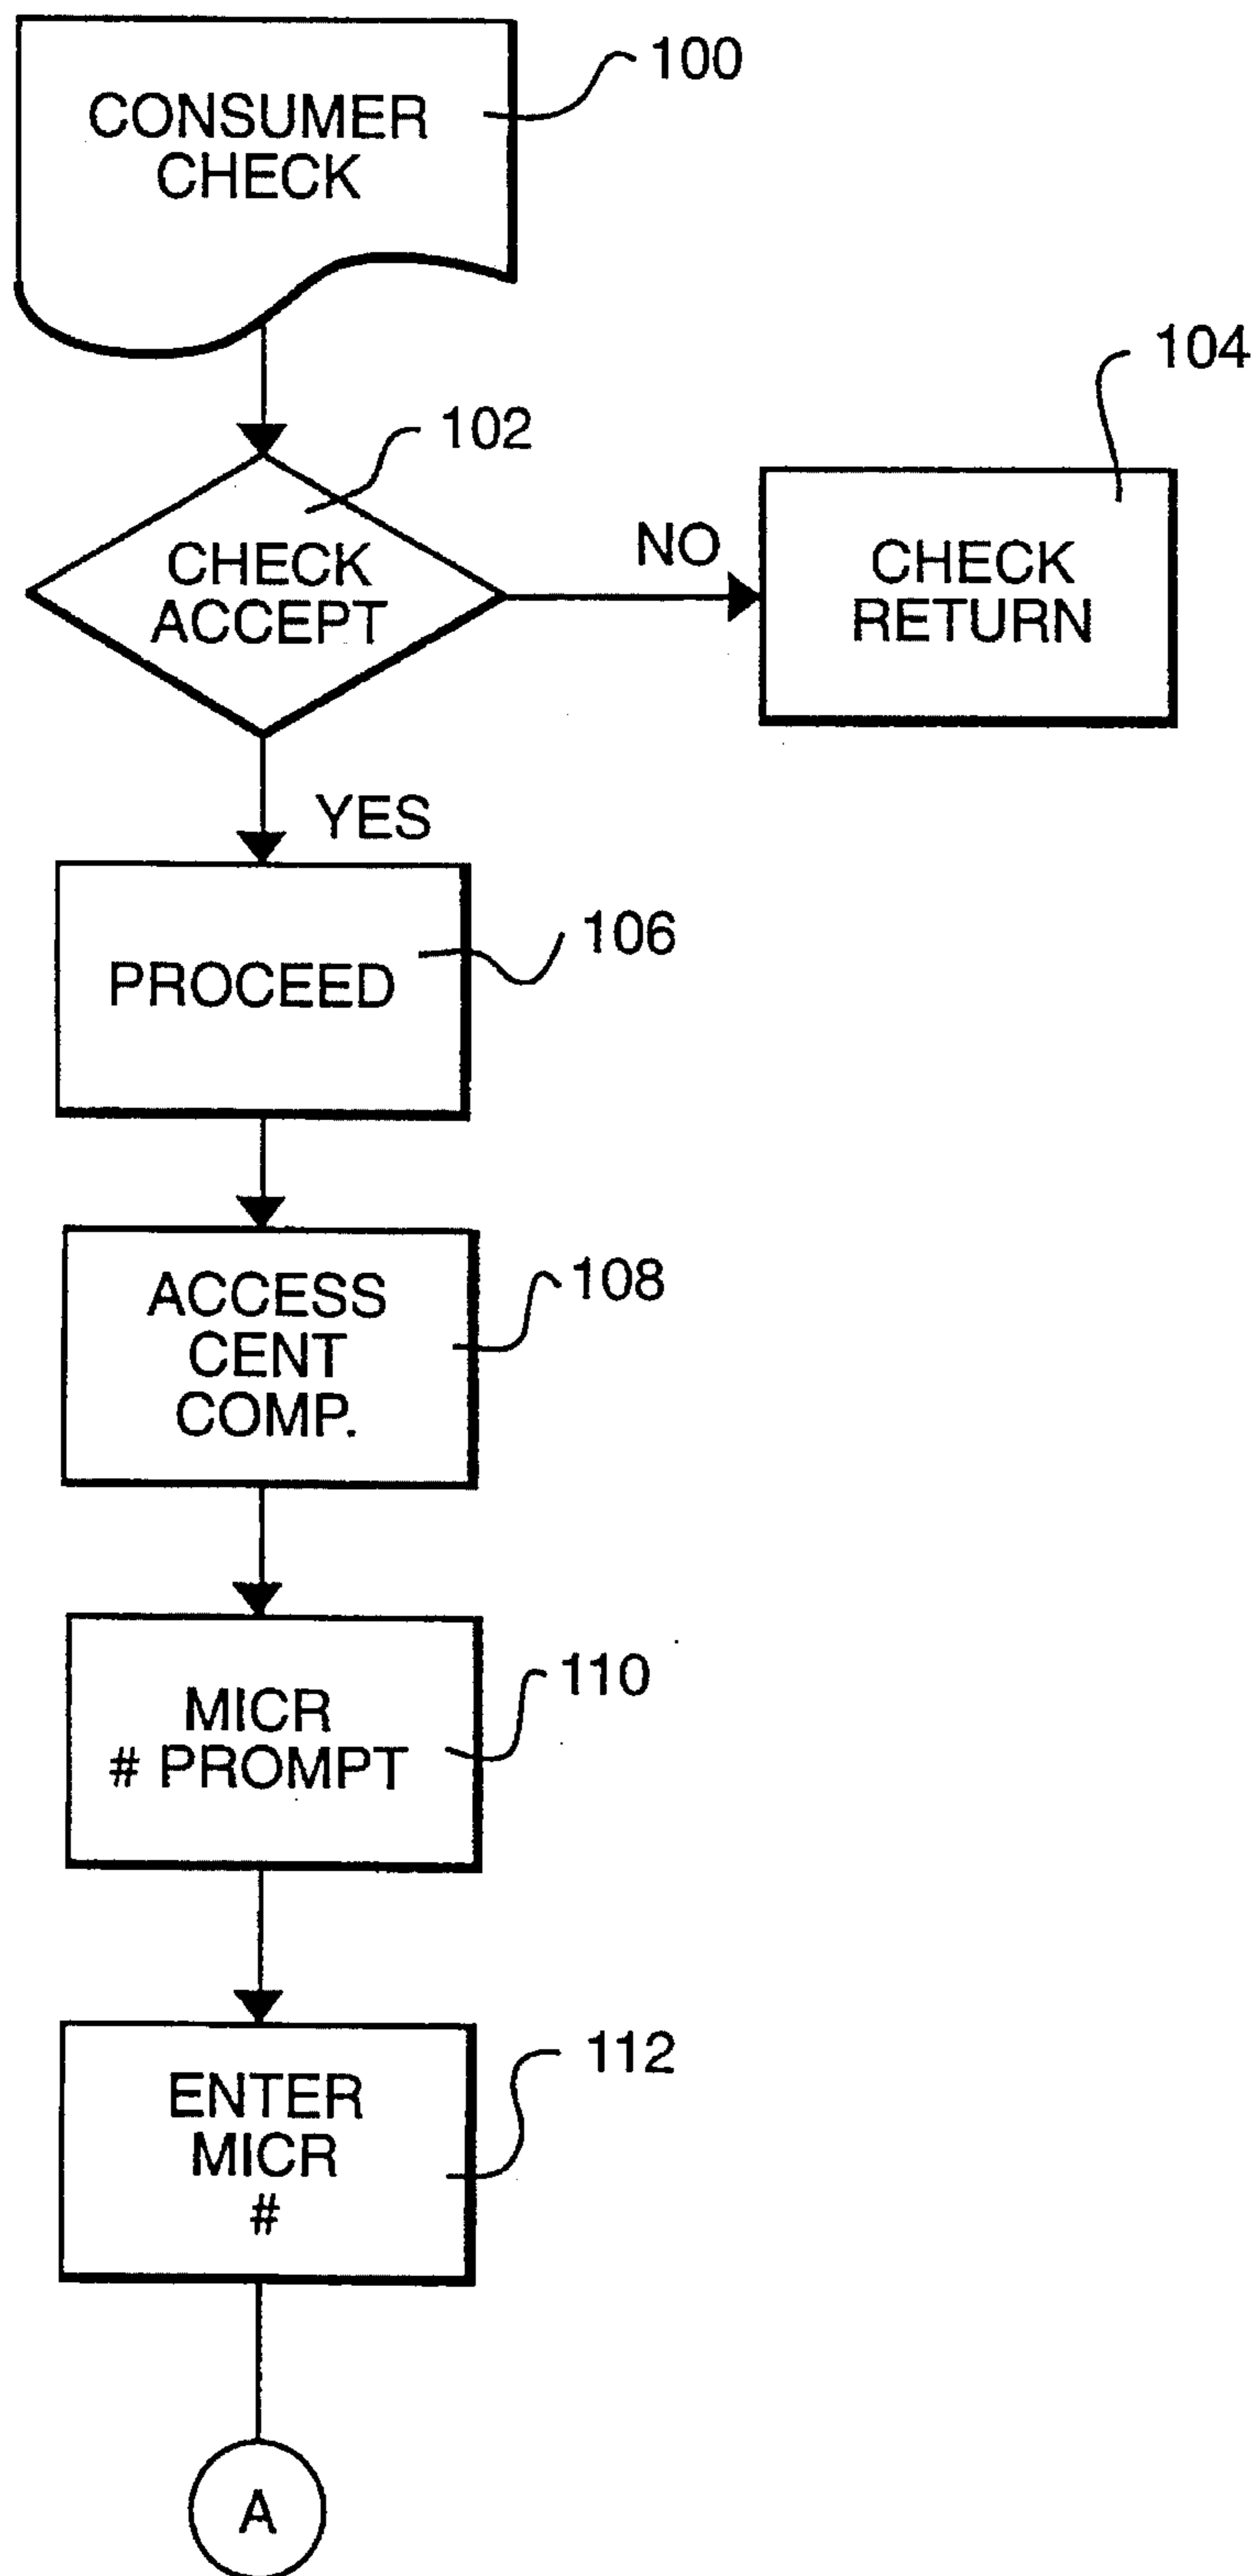 100
CONSUMER
CHECK
102
104
CHECK
ACCEPT
NO
CHECK
RETURN
YES
106
PROCEED
108
ACCESS
CENT
COMP.
110
MICR
# PROMPT
112
ENTER
MICR
#
A